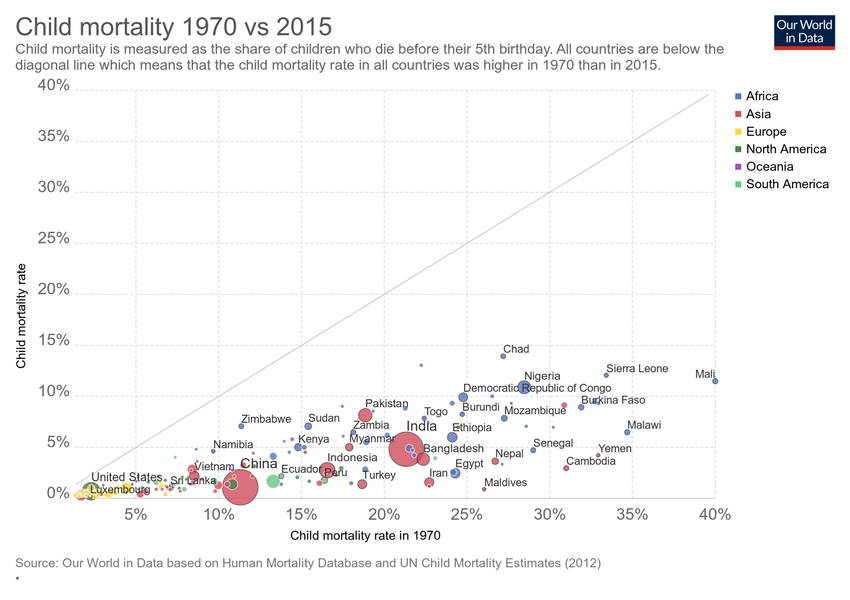 Child mortality 1970 vs 2015
Our World
in Data
Child mortality is measured as the share of children who die before their 5th birthday. All countries are below the
diagonal line which means that the child mortality rate in all countries was higher in 1970 than in 2015.
40%
35%
30%
25%
20%
15%
10%
5%
0%
Child mortality rate
Africa
Asia
Europe
North America
Oceania
South America
Chad
Sierra Leone
Mali
Nigeria
Democratic Republic of Congo
Burkina Faso
Pakistan
Togo
Burundi
Mozambique
Zimbabwe
Sudan
Zambia
India
Ethiopia
Malawi
Namibia
Kenya
Myanmar
Bangladesh
Senegal
Nepal
Yemen
Vietnam
China
Indonesia
Ecuador
Peru
Egypt
Cambodia
United States
Sri Lanka
Turkey
Iran
Maldives
Luxembourg
5%
10%
15%
20%
25%
30%
35%
40%
Child mortality rate in 1970
Source: Our World in Data based on Human Mortality Database and UN Child Mortality Estimates (2012)
•